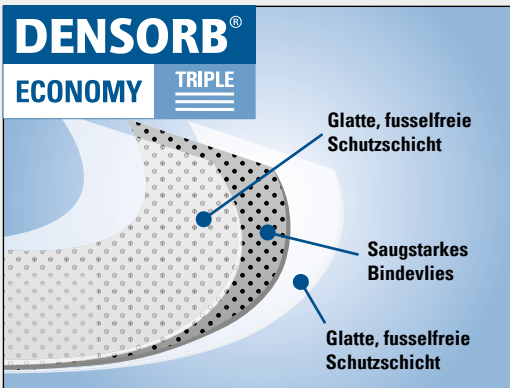 DENSORB®
ECONOMY
TRIPLE
Glatte, fusselfreie
Schutzschicht
Saugstarkes
Bindevlies
Glatte, fusselfreie
Schutzschicht